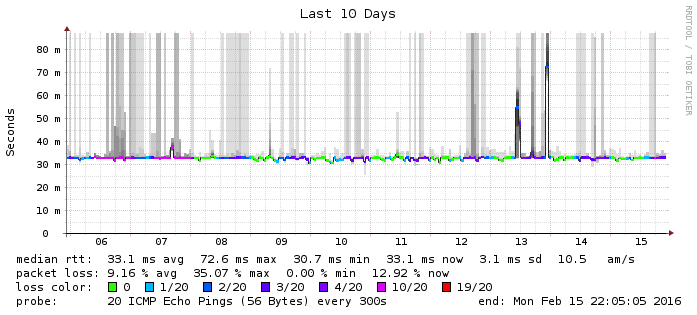 Last 10 Days
RRDTOOL / TOBI OETIKER
Seconds
80 m
70 m
60 m
50 m
40 m
30 m
20 m
10 m
0
06 07 08 09 10 11 12 13 14 15
median rtt: 33.1 ms avg 72.6 ms max 30.7 ms min 33.1 ms now 3.1 ms sd 10.5 am/s
packet loss: 9.16 % avg 35.07 % max 0.00 % min 12.92 % now
loss color: 0 1/20 2/20 3/20 4/20 10/20 19/20
probe: 20 ICMP Echo Pings (56 Bytes) every 300s end: Mon Feb 15 22:05:05 2016